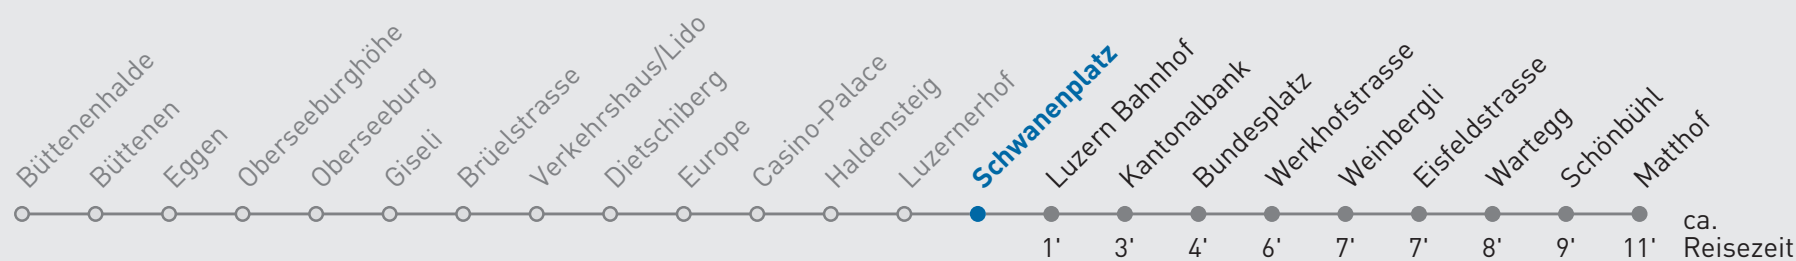 Büttenenhalde
Büttenen
Eggen
Oberseeburghöhe
Oberseeburg
Giseli
Brüelstrasse
Verkehrshaus/Lido
Dietschiberg
Europe
Casino-Palace
Haldensteig
Luzernerhof
Schwanenplatz
Luzern Bahnhof
Kantonalbank
Bundesplatz
Werkhofstrasse
Weinbergli
Eisfeldstrasse
Wartegg
Schönbühl
Matthof
1' 3' 4' 6' 7' 7' 8' 9' 11'
ca.
Reisezeit